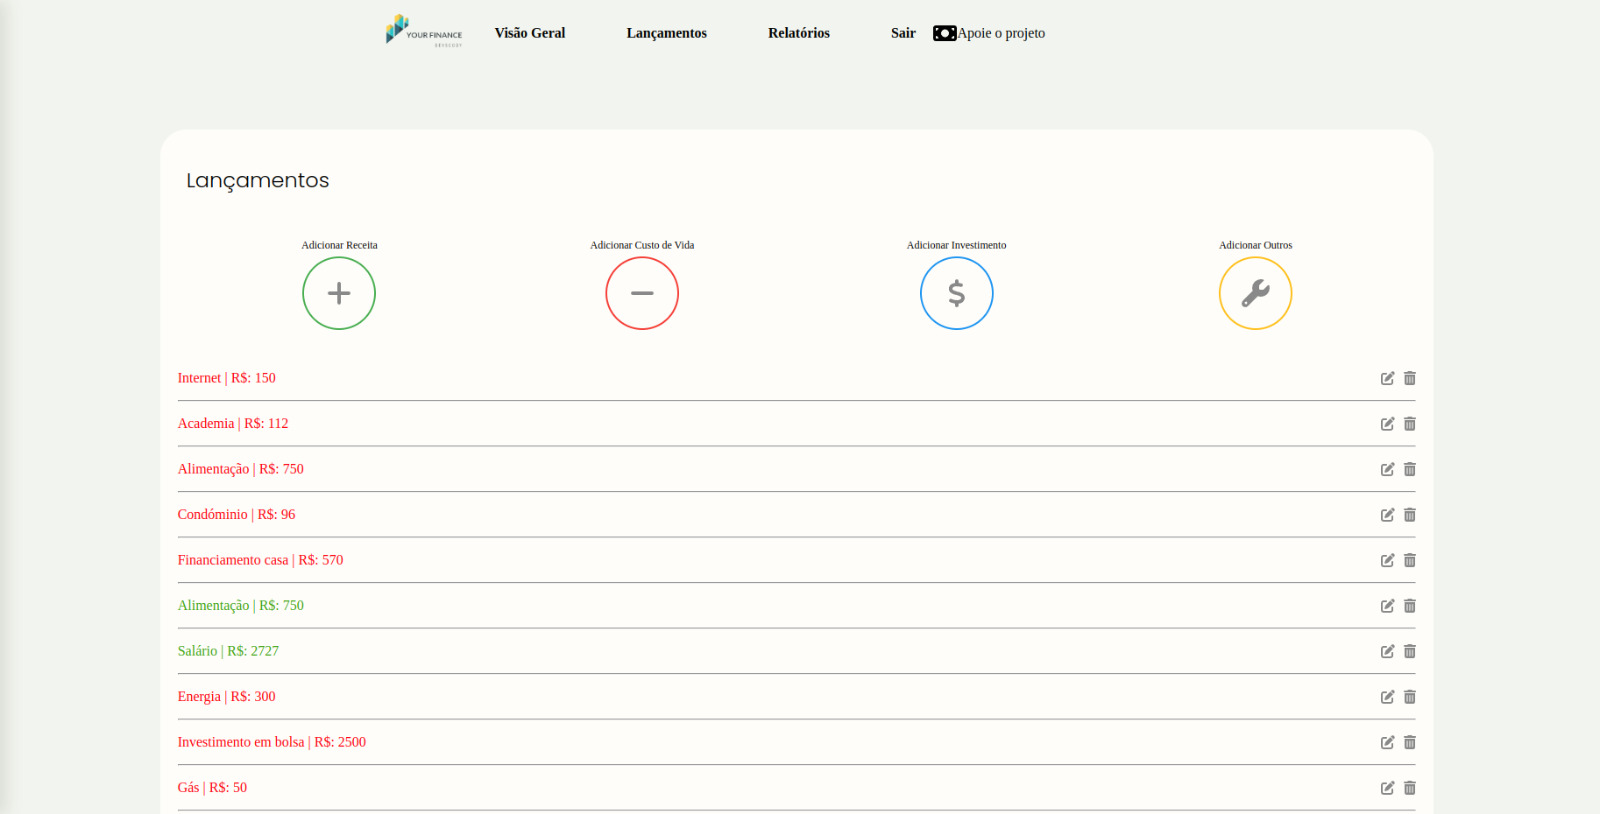 YOUR FINANCE
Visão Geral
Lançamentos
Relatórios
Sair
Apoie o projeto
Lançamentos
Adicionar Receita
Adicionar Custo de Vida
Adicionar Investimento
Adicionar Outros
Internet | R$: 150
Academia | R$: 112
Alimentação | R$: 750
Condóminio | R$: 96
Financiamento casa | R$: 570
Alimentação | R$: 750
Salário | R$: 2727
Energia | R$: 300
Investimento em bolsa | R$: 2500
Gás | R$: 50